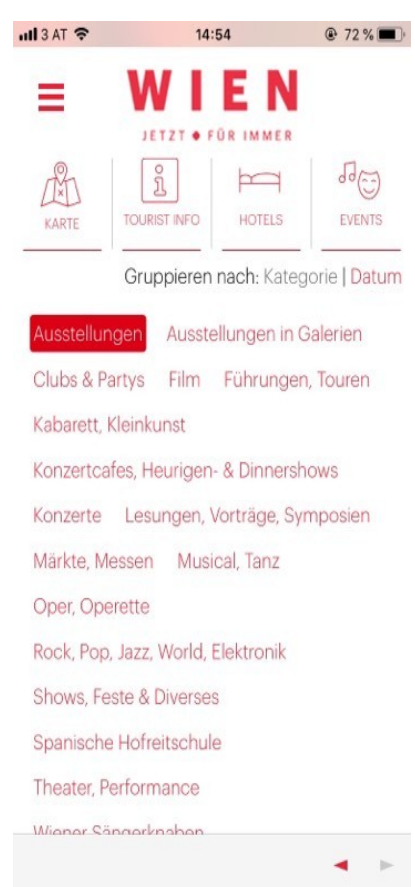 3 AT 14:54 72 %
WIEN
JETZT ♦ FÜR IMMER
KARTE TOURIST INFO HOTELS EVENTS
Gruppieren nach: Kategorie | Datum
Ausstellungen Ausstellungen in Galerien
Clubs & Partys Film Führungen, Touren
Kabarett, Kleinkunst
Konzertcafes, Heurigen- & Dinnershows
Konzerte Lesungen, Vorträge, Symposien
Märkte, Messen Musical, Tanz
Oper, Operette
Rock, Pop, Jazz, World, Elektronik
Shows, Feste & Diverses
Spanische Hofreitschule
Theater, Performance
Wiener Sängerknaben